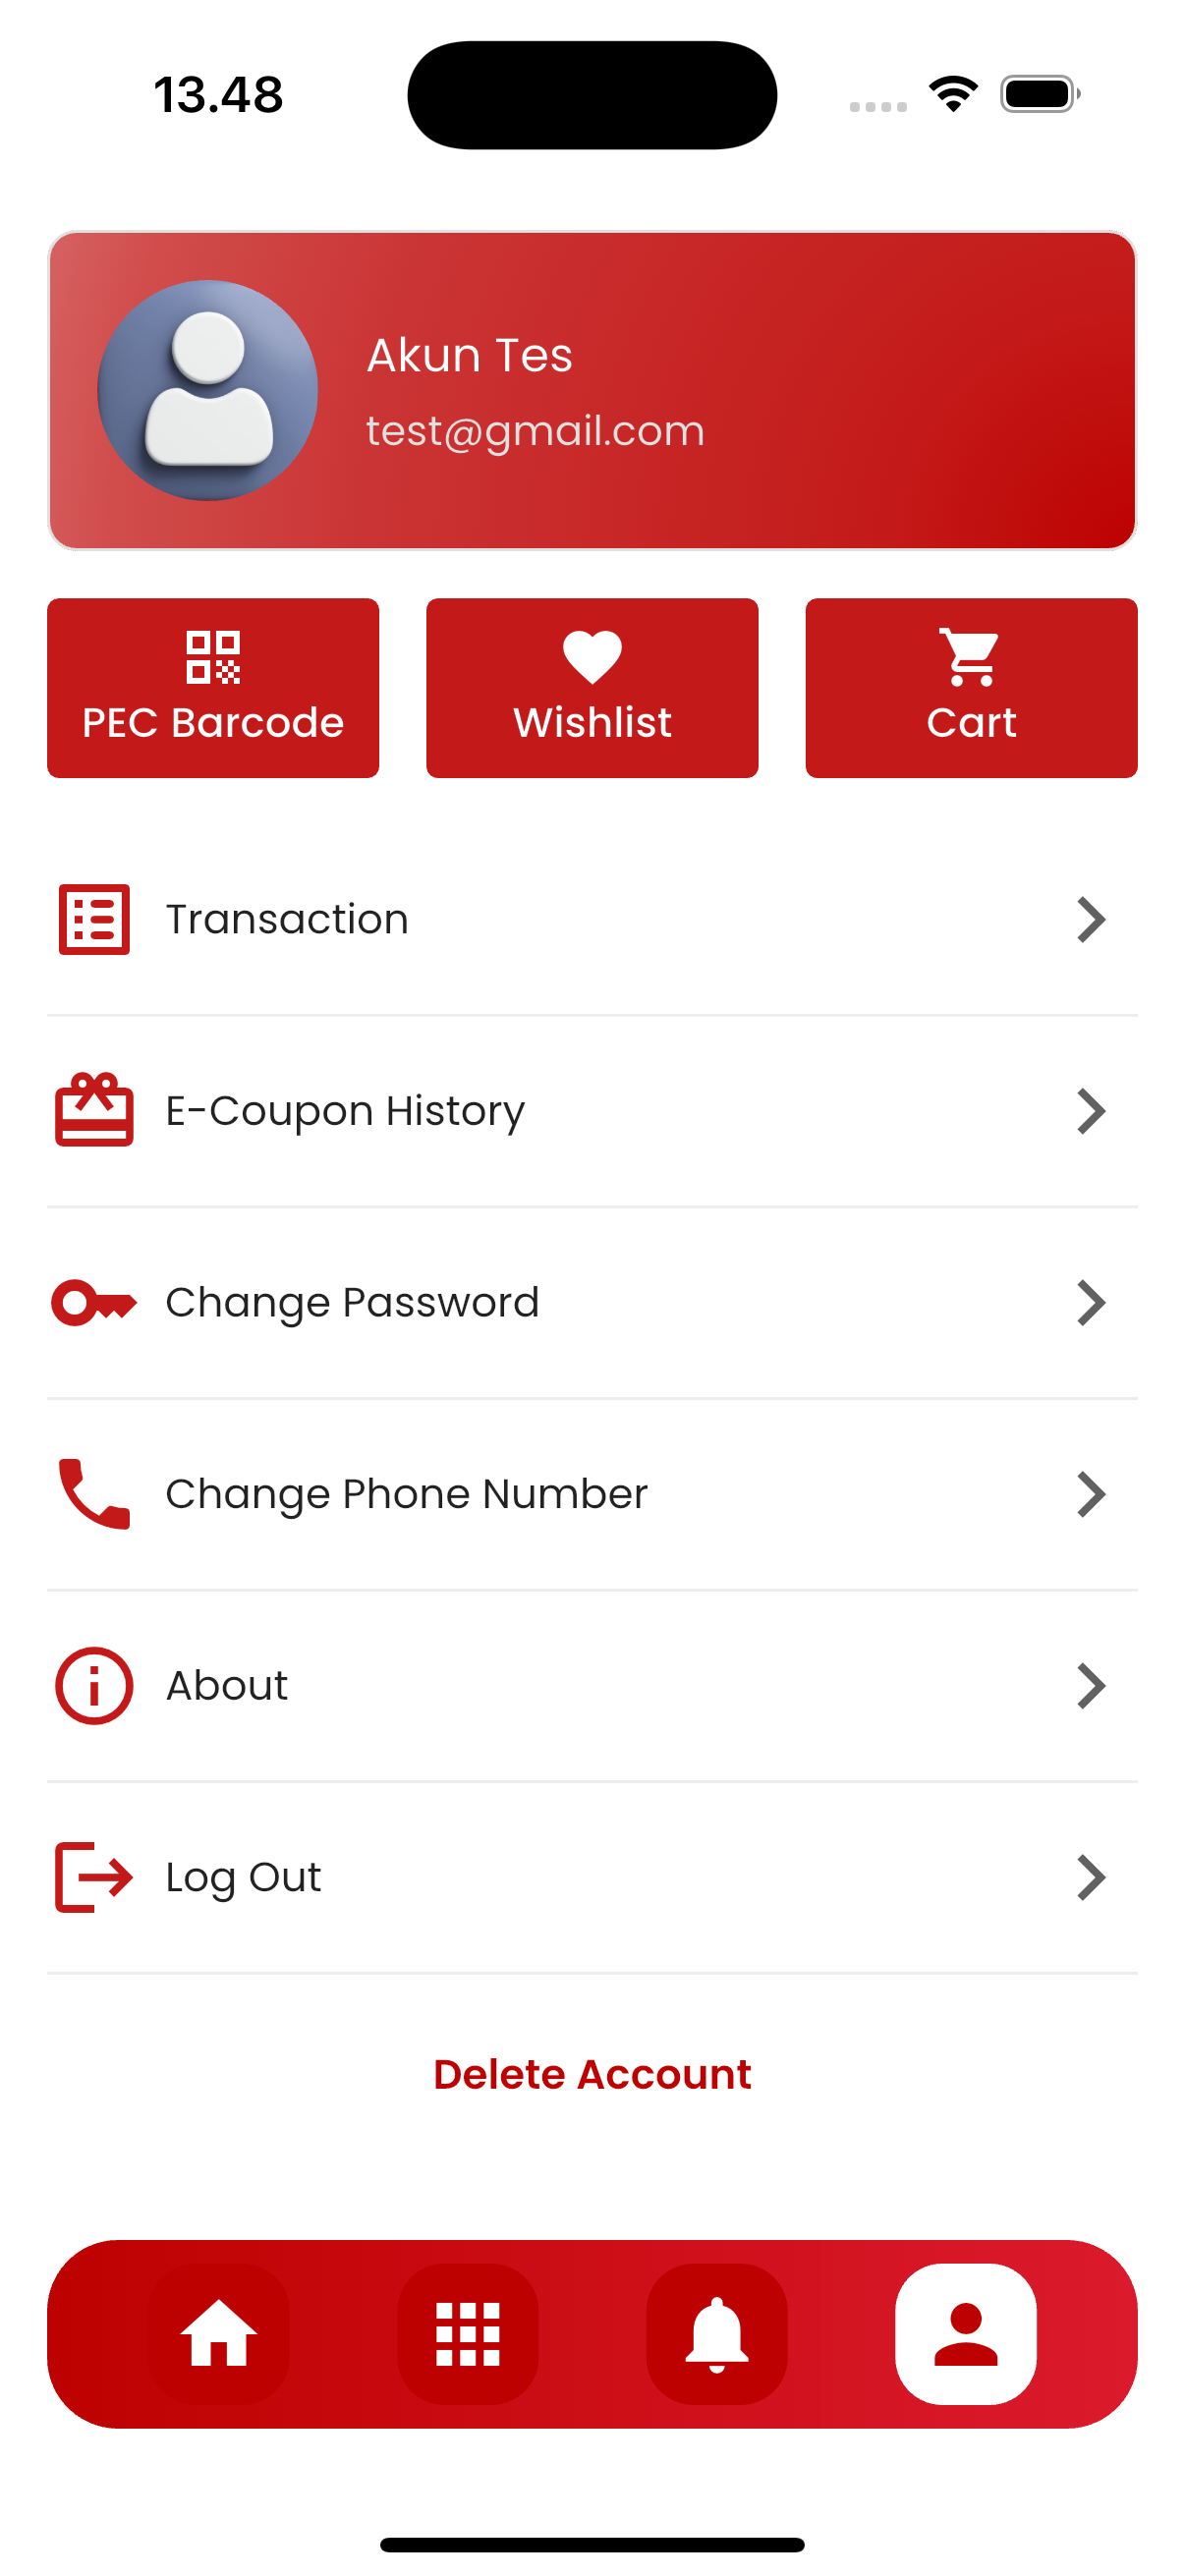 13.48
Akun Tes
test@gmail.com
PEC Barcode
Wishlist
Cart
Transaction
E-Coupon History
Change Password
Change Phone Number
About
Log Out
Delete Account